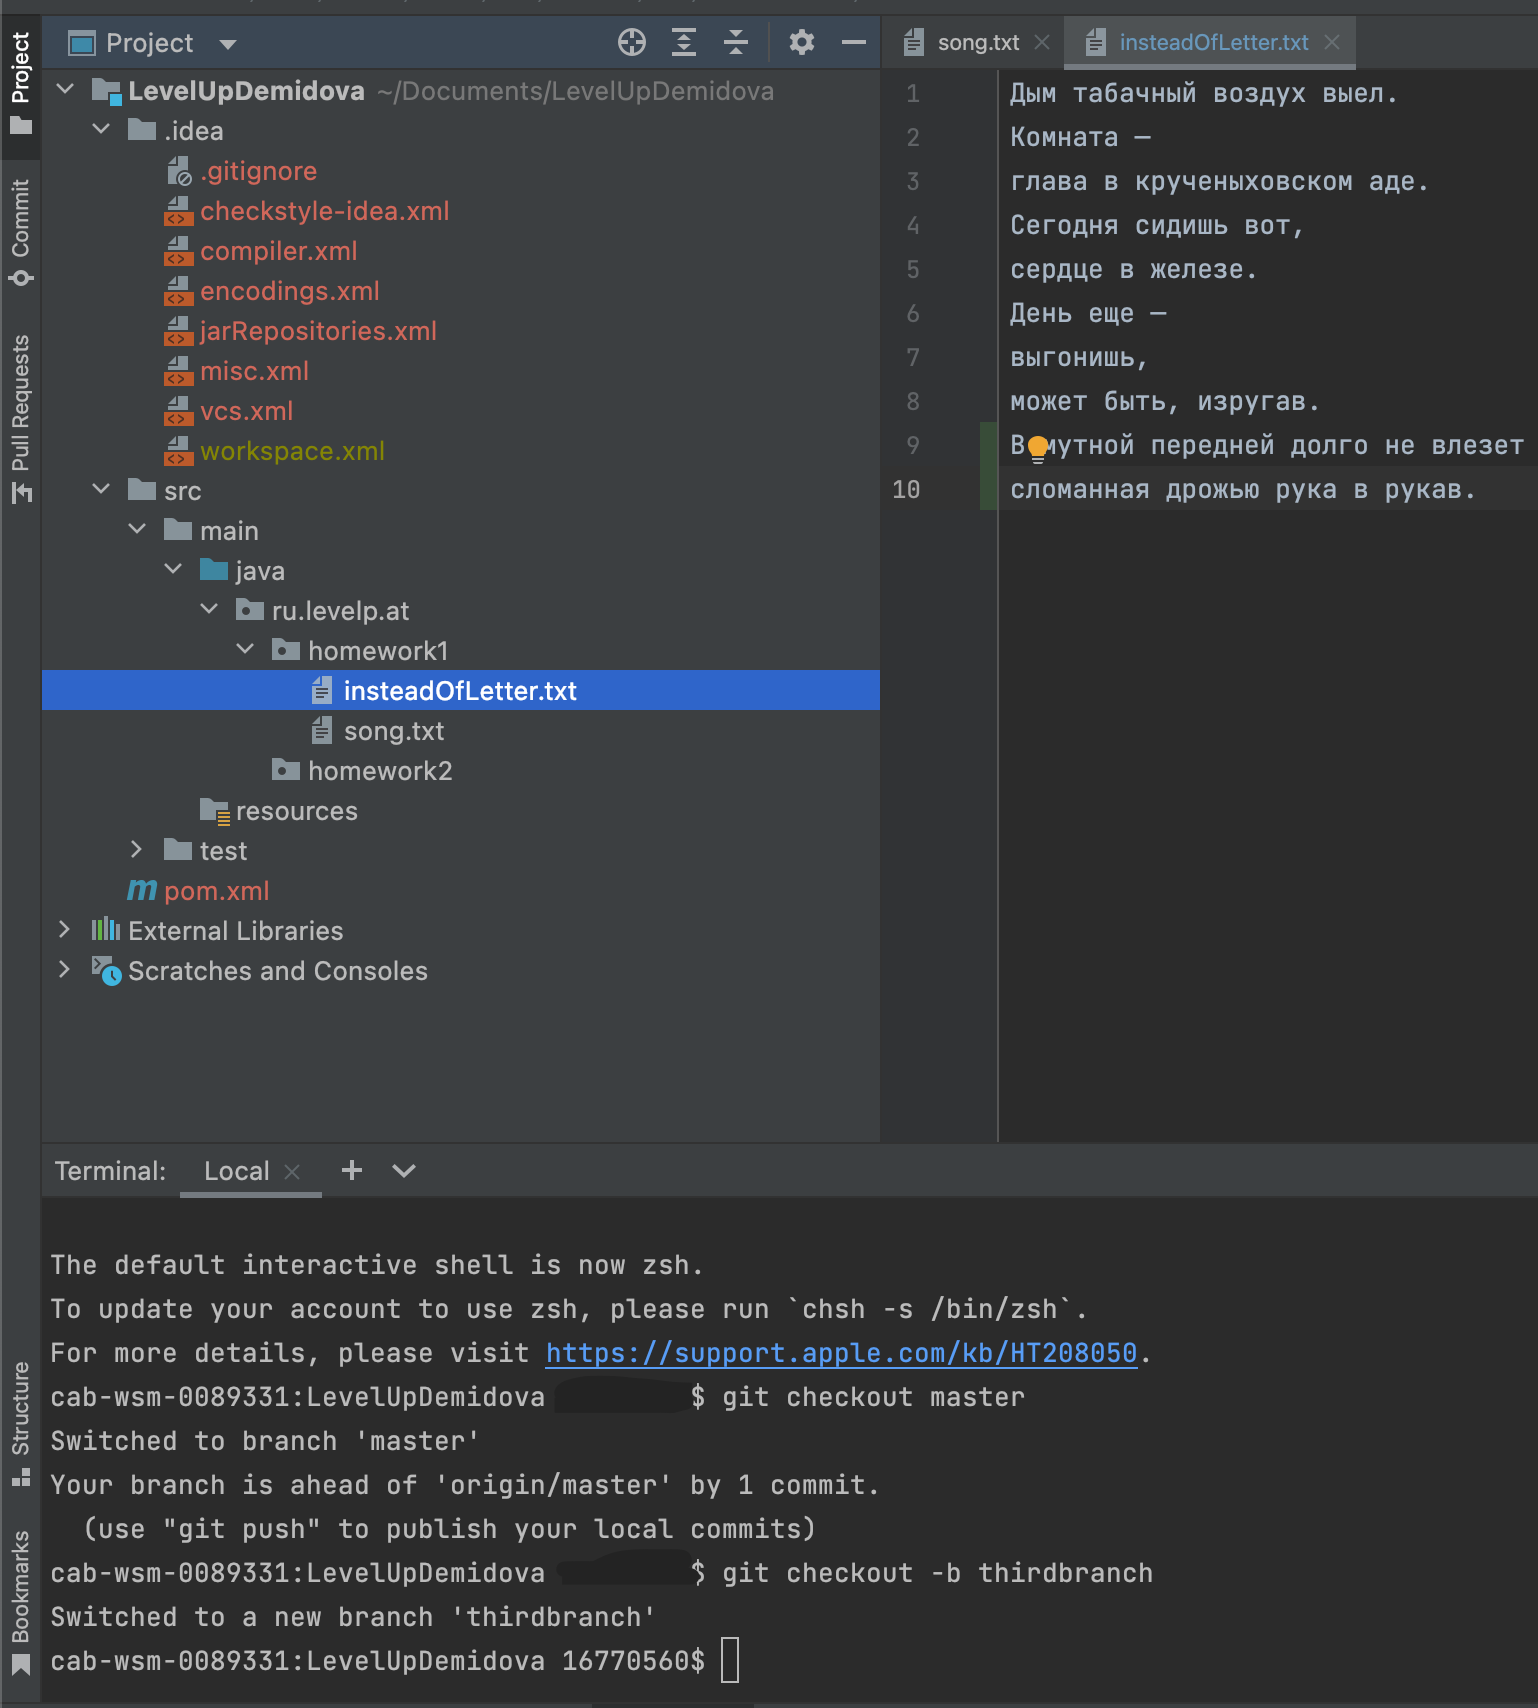 Project
Commit
Pull Requests
Structure
Bookmarks
Project
LevelUpDemidova ~/Documents/LevelUpDemidova
.idea
.gitignore
checkstyle-idea.xml
compiler.xml
encodings.xml
jarRepositories.xml
misc.xml
vcs.xml
workspace.xml
src
main
java
ru.levelp.at
homework1
insteadOfLetter.txt
song.txt
homework2
resources
test
pom.xml
External Libraries
Scratches and Consoles
song.txt insteadOfLetter.txt
1 Дым табачный воздух выел.
2 Комната —
3 глава в крученыховском аде.
4 Сегодня сидишь вот,
5 сердце в железе.
6 День еще —
7 выгонишь,
8 может быть, изругав.
9 В мутной передней долго не влезет
10 сломанная дрожью рука в рукав.
Terminal: Local
The default interactive shell is now zsh.
To update your account to use zsh, please run `chsh -s /bin/zsh`.
For more details, please visit https://support.apple.com/kb/HT208050.
cab-wsm-0089331:LevelUpDemidova $ git checkout master
Switched to branch 'master'
Your branch is ahead of 'origin/master' by 1 commit.
(use "git push" to publish your local commits)
cab-wsm-0089331:LevelUpDemidova $ git checkout -b thirdbranch
Switched to a new branch 'thirdbranch'
cab-wsm-0089331:LevelUpDemidova 16770560$